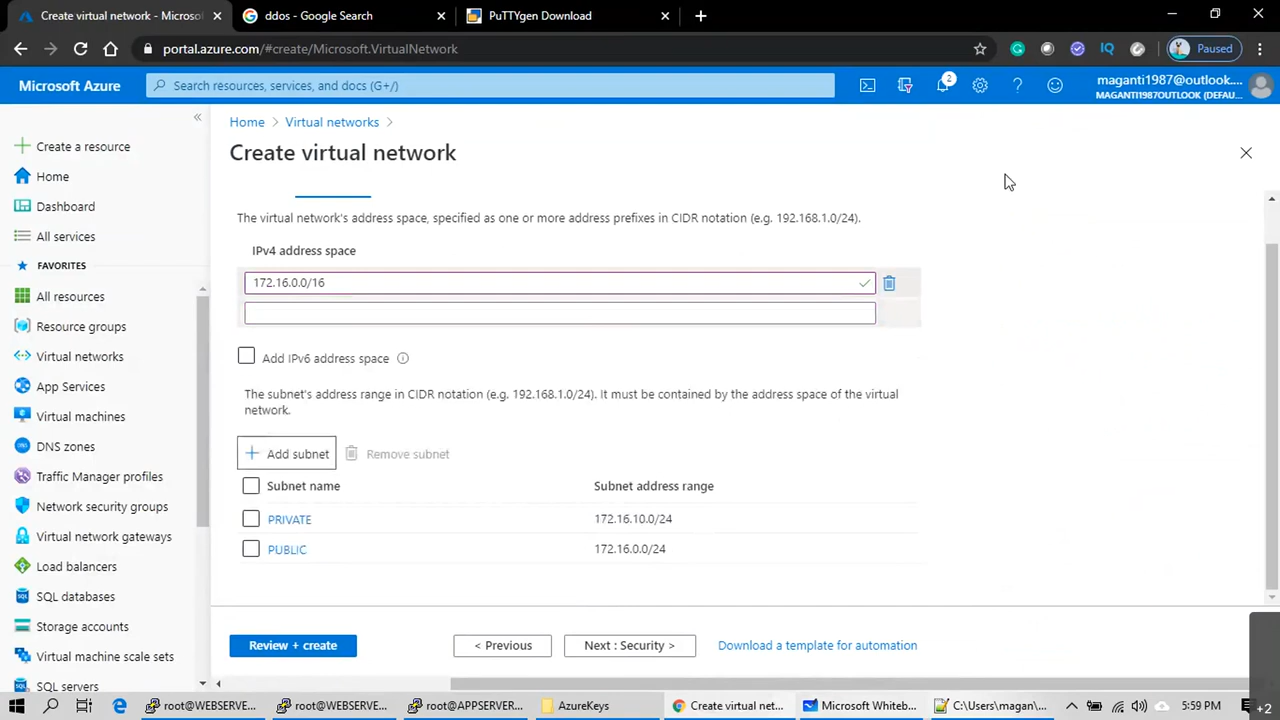 Create virtual network - Microso
ddos - Google Search
PuTTYgen Download
portal.azure.com/#create/Microsoft.VirtualNetwork
IQ
Paused
Microsoft Azure
Search resources, services, and docs (G+/)
2
maganti1987@outlook....
MAGANTI1987OUTLOOK (DEFAU...
Create a resource
Home
Dashboard
All services
FAVORITES
All resources
Resource groups
Virtual networks
App Services
Virtual machines
DNS zones
Traffic Manager profiles
Network security groups
Virtual network gateways
Load balancers
SQL databases
Storage accounts
Virtual machine scale sets
SQL servers
Home > Virtual networks >
Create virtual network
The virtual network's address space, specified as one or more address prefixes in CIDR notation (e.g. 192.168.1.0/24).
IPv4 address space
172.16.0.0/16
Add IPv6 address space
The subnet's address range in CIDR notation (e.g. 192.168.1.0/24). It must be contained by the address space of the virtual
network.
+ Add subnet
Remove subnet
Subnet name
Subnet address range
PRIVATE
172.16.10.0/24
PUBLIC
172.16.0.0/24
Review + create
< Previous
Next : Security >
Download a template for automation
root@WEBSERVE...
root@WEBSERVE...
root@APPSERVER...
AzureKeys
Create virtual net...
Microsoft Whiteb...
C:\Users\magan\...
5:59 PM
+2